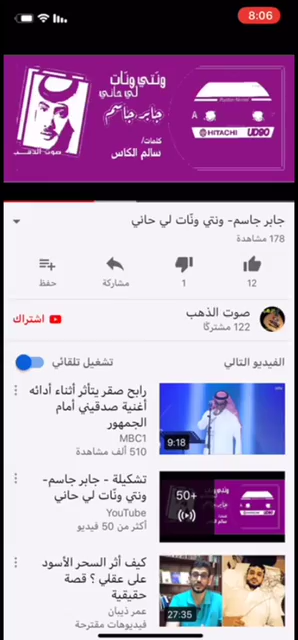 8:06
ونتي ونات
لي حاني
جابر جاسم
كلمات/
سالم الكاس
صوت الذهب
A
HITACHI UD90
جابر جاسم- ونتي ونّات لي حاني
178 مشاهدة
12
1
مشاركة
حفظ
صوت الذهب
122 مشتركًا
اشتراك
الفيديو التالي
تشغيل تلقائي
رابح صقر يتأثر أثناء أدائه
أغنية صدقيني أمام
الجمهور
MBC1
510 ألف مشاهدة
9:18
تشكيلة - جابر جاسم-
ونتي ونّات لي حاني
YouTube
أكثر من 50 فيديو
50+
كيف أثر السحر الأسود
على عقلي ؟ قصة
حقيقية
عمر ذيبان
فيديوهات مقترحة
27:35